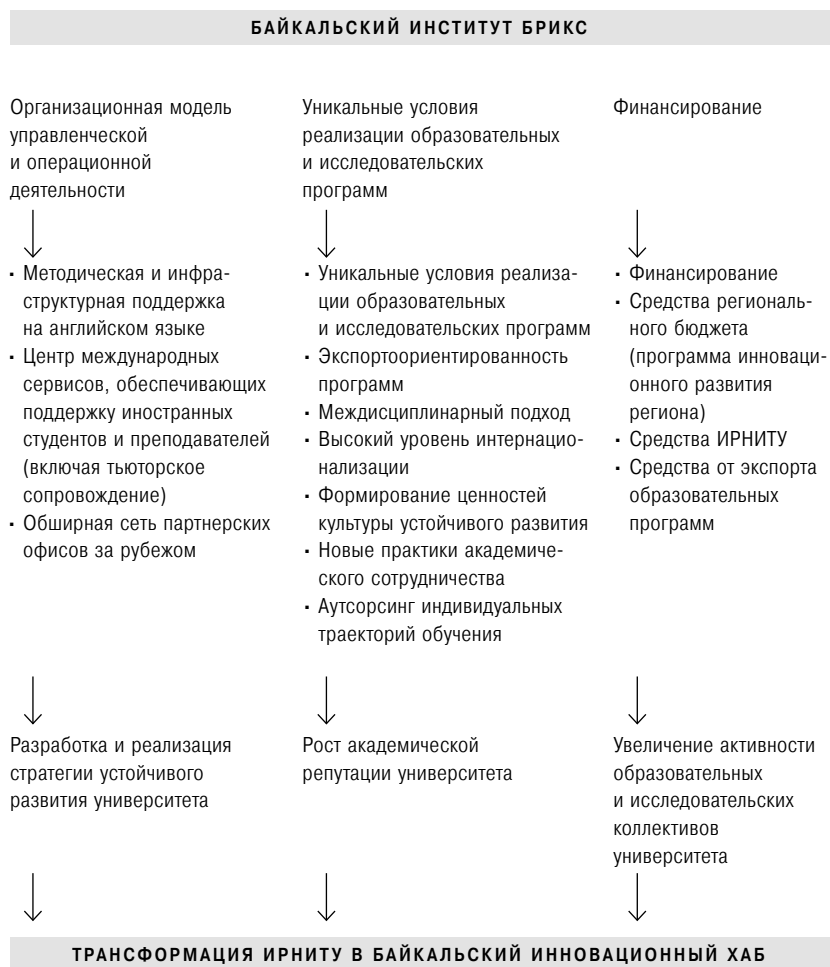 БАЙКАЛЬСКИЙ ИНСТИТУТ БРИКС
Организационная модель
управленческой
и операционной
деятельности
Уникальные условия
реализации образовательных
и исследовательских
программ
Финансирование
▪ Методическая и инфра-
структурная поддержка
на английском языке
▪ Центр международных
сервисов, обеспечивающих
поддержку иностранных
студентов и преподавателей
(включая тьюторское
сопровождение)
▪ Обширная сеть партнерских
офисов за рубежом
▪ Уникальные условия реализа-
ции образовательных
и исследовательских программ
▪ Экспортоориентированность
программ
▪ Междисциплинарный подход
▪ Высокий уровень интернацио-
нализации
▪ Формирование ценностей
культуры устойчивого развития
▪ Новые практики академиче-
ского сотрудничества
▪ Аутсорсинг индивидуальных
траекторий обучения
▪ Финансирование
▪ Средства региональ-
ного бюджета
(программа инноваци-
онного развития
региона)
▪ Средства ИРНИТУ
▪ Средства от экспорта
образовательных
программ
Разработка и реализация
стратегии устойчивого
развития университета
Рост академической
репутации университета
Увеличение активности
образовательных
и исследовательских
коллективов
университета
ТРАНСФОРМАЦИЯ ИРНИТУ В БАЙКАЛЬСКИЙ ИННОВАЦИОННЫЙ ХАБ